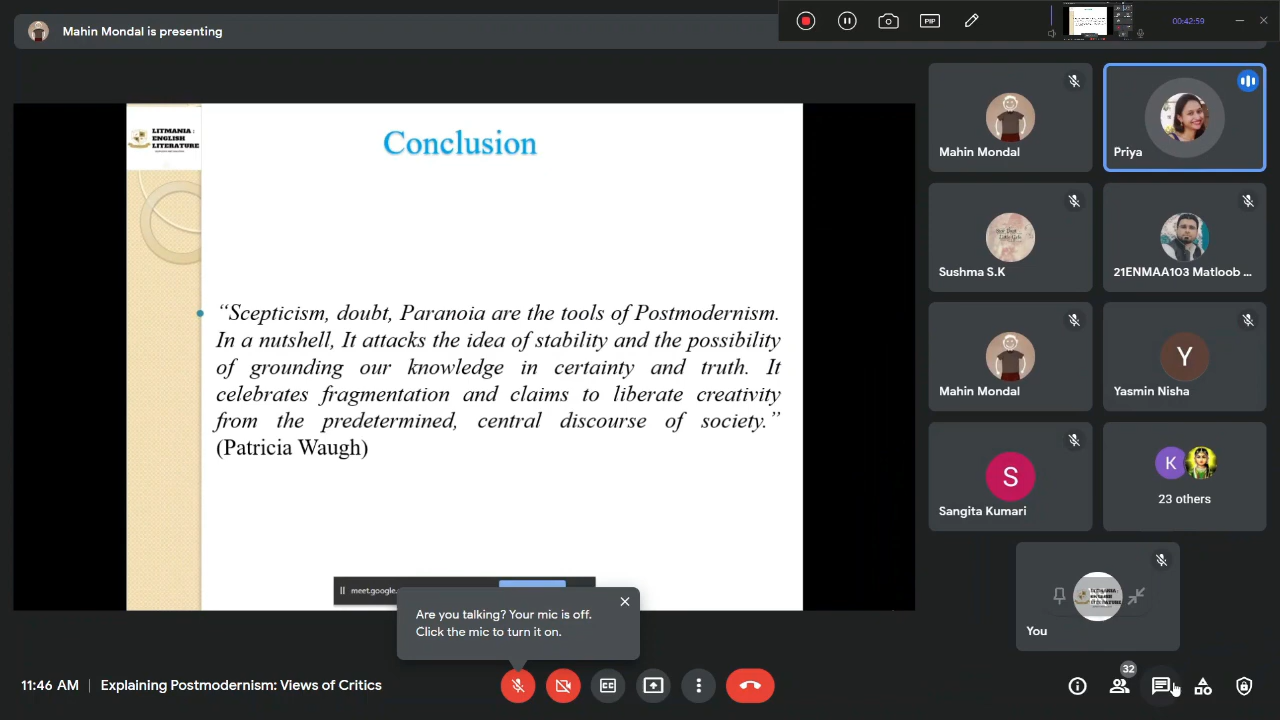 Mahin Mondal is presenting
PIP
00:42:59
LITMANIA :
ENGLISH
LITERATURE
Conclusion
“Scepticism, doubt, Paranoia are the tools of Postmodernism.
In a nutshell, It attacks the idea of stability and the possibility
of grounding our knowledge in certainty and truth. It
celebrates fragmentation and claims to liberate creativity
from the predetermined, central discourse of society.”
(Patricia Waugh)
meet.google.
Are you talking? Your mic is off.
Click the mic to turn it on.
Mahin Mondal
Priya
Sushma S.K
21ENMAA103 Matloob ...
Mahin Mondal
Y
Yasmin Nisha
S
Sangita Kumari
K
23 others
You
11:46 AM | Explaining Postmodernism: Views of Critics
32